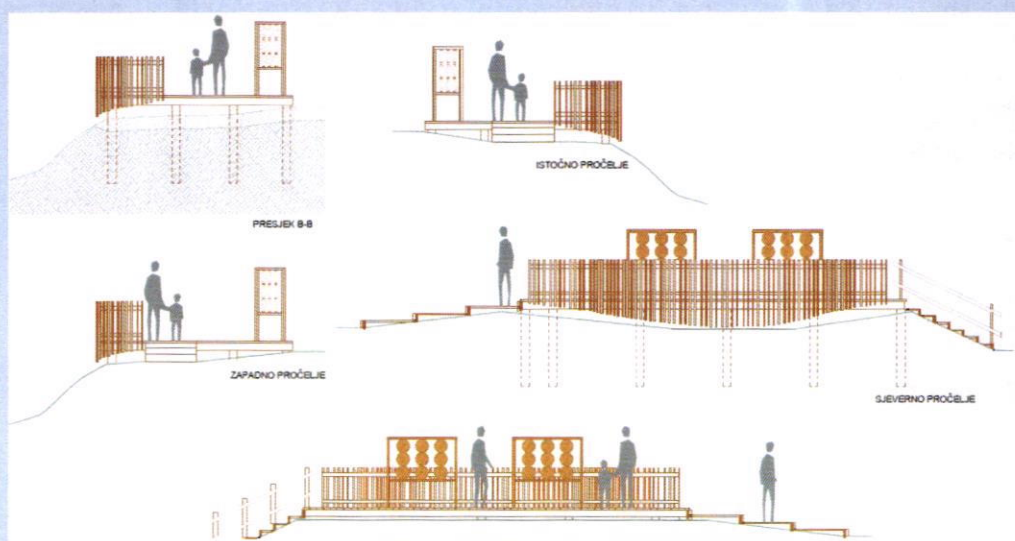 ISTOČNO PROČELJE
PRESJEK B-B
ZAPADNO PROČELJE
SJEVERNO PROČELJE